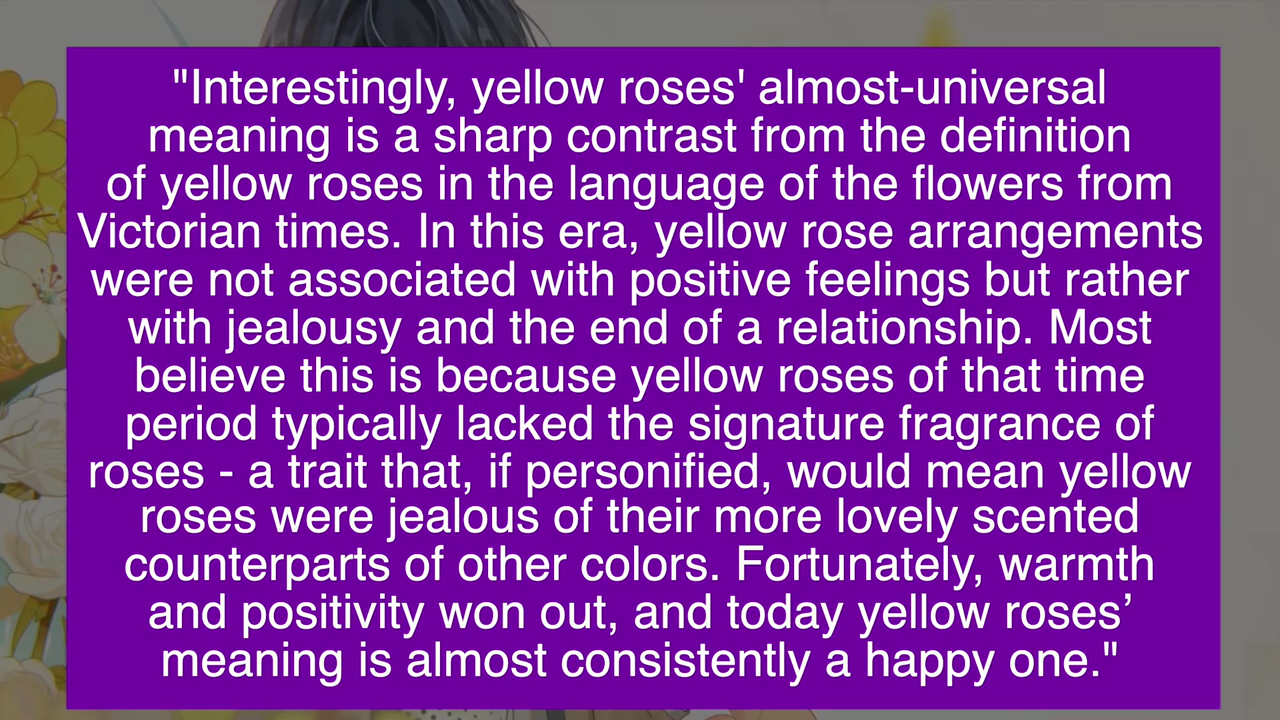 "Interestingly, yellow roses' almost-universal
meaning is a sharp contrast from the definition
of yellow roses in the language of the flowers from
Victorian times. In this era, yellow rose arrangements
were not associated with positive feelings but rather
with jealousy and the end of a relationship. Most
believe this is because yellow roses of that time
period typically lacked the signature fragrance of
roses - a trait that, if personified, would mean yellow
roses were jealous of their more lovely scented
counterparts of other colors. Fortunately, warmth
and positivity won out, and today yellow roses’
meaning is almost consistently a happy one."